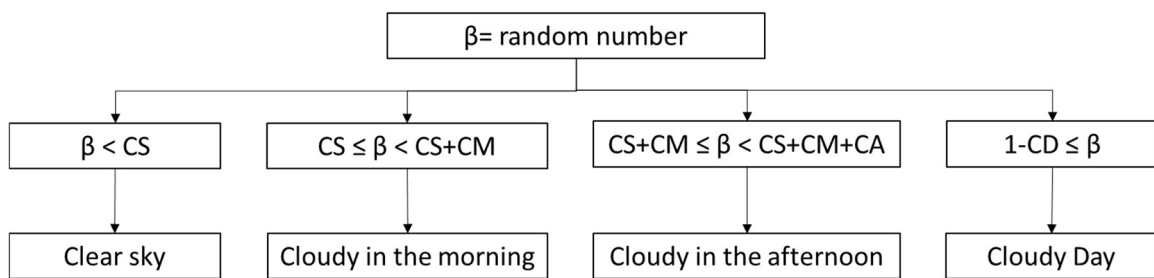 β= random number
β < CS
CS ≤ β < CS+CM
CS+CM ≤ β < CS+CM+CA
1-CD ≤ β
Clear sky
Cloudy in the morning
Cloudy in the afternoon
Cloudy Day